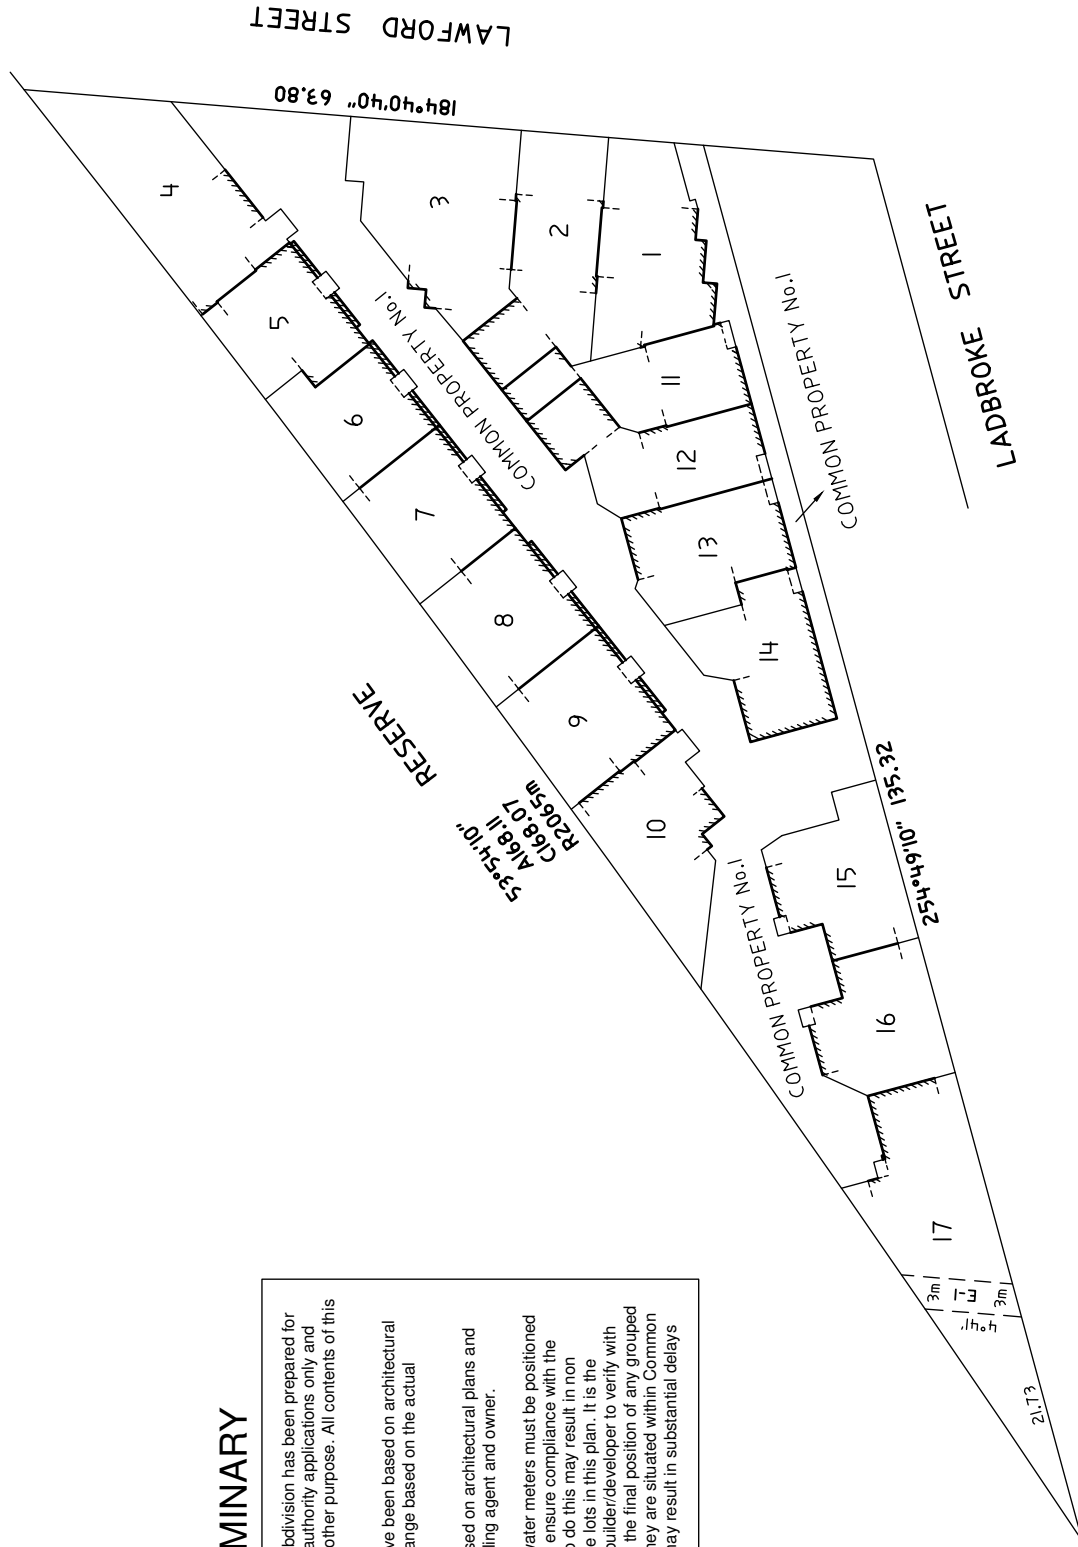 LAWFORD STREET
184°40'40" 63.80
4
3
2
1
5
6
7
8
9
10
11
12
13
14
15
16
17
COMMON PROPERTY No.1
COMMON PROPERTY No.1
COMMON PROPERTY No.1
LADBROKE STREET
RESERVE
53°54'10"
A168.11
C168.07
R2065m
254°49'10" 135.32
3m
E-1
3m
4°41'
21.73
MINARY
bdivision has been prepared for
authority applications only and
other purpose. All contents of this
ve been based on architectural
ange based on the actual
sed on architectural plans and
ling agent and owner.
vater meters must be positioned
ensure compliance with the
o do this may result in non
e lots in this plan. It is the
uilder/developer to verify with
the final position of any grouped
hey are situated within Common
may result in substantial delays